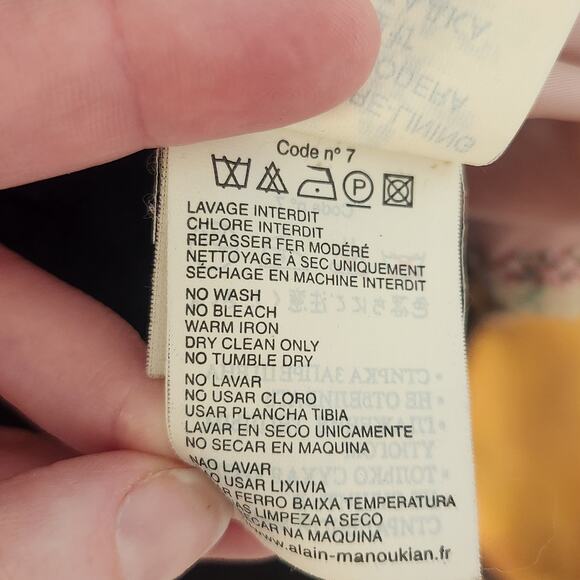 Code nº 7
P
LAVAGE INTERDIT
CHLORE INTERDIT
REPASSER FER MODÉRÉ
NETTOYAGE À SEC UNIQUEMENT
SÉCHAGE EN MACHINE INTERDIT
NO WASH
NO BLEACH
WARM IRON
DRY CLEAN ONLY
NO TUMBLE DRY
NO LAVAR
NO USAR CLORO
USAR PLANCHA TIBIA
LAVAR EN SECO UNICAMENTE
NO SECAR EN MAQUINA
NAO LAVAR
USAR LIXIVIA
FERRO BAIXA TEMPERATURA
LIMPEZA A SECO
NA MAQUINA
www.alain-manoukian.fr